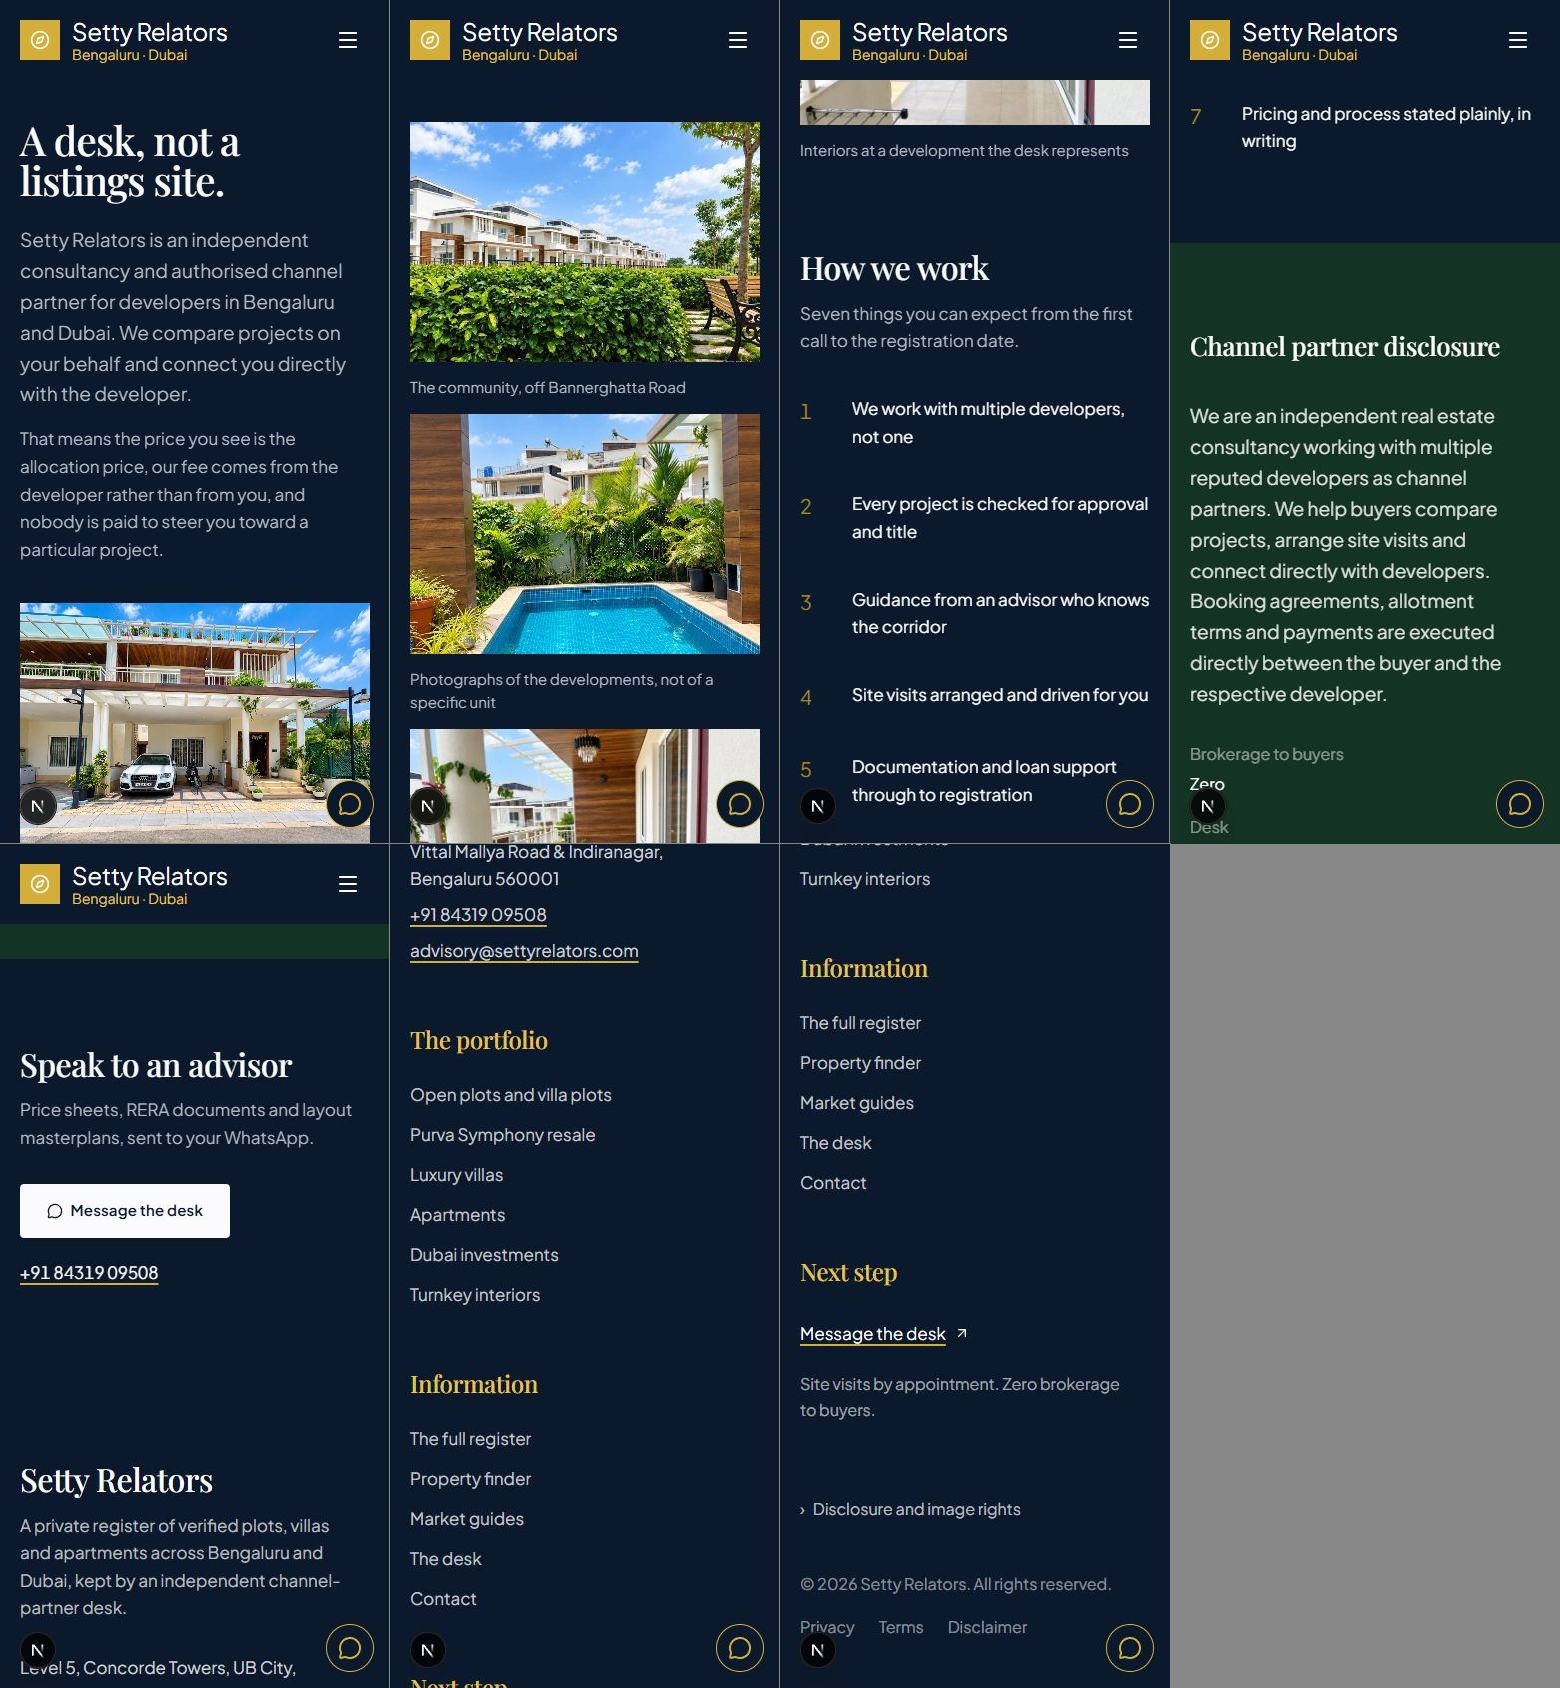 Setty Relators
Bengaluru · Dubai
A desk, not a
listings site.
Setty Relators is an independent
consultancy and authorised channel
partner for developers in Bengaluru
and Dubai. We compare projects on
your behalf and connect you directly
with the developer.
That means the price you see is the
allocation price, our fee comes from the
developer rather than from you, and
nobody is paid to steer you toward a
particular project.
N
Setty Relators
Bengaluru · Dubai
The community, off Bannerghatta Road
Photographs of the developments, not of a
specific unit
N
Setty Relators
Bengaluru · Dubai
Interiors at a development the desk represents
How we work
Seven things you can expect from the first
call to the registration date.
1 We work with multiple developers,
not one
2 Every project is checked for approval
and title
3 Guidance from an advisor who knows
the corridor
4 Site visits arranged and driven for you
5 Documentation and loan support
through to registration
N
Setty Relators
Bengaluru · Dubai
7 Pricing and process stated plainly, in
writing
Channel partner disclosure
We are an independent real estate
consultancy working with multiple
reputed developers as channel
partners. We help buyers compare
projects, arrange site visits and
connect directly with developers.
Booking agreements, allotment
terms and payments are executed
directly between the buyer and the
respective developer.
Brokerage to buyers
Zero
N
Desk
Setty Relators
Bengaluru · Dubai
Speak to an advisor
Price sheets, RERA documents and layout
masterplans, sent to your WhatsApp.
Message the desk
+91 84319 09508
Setty Relators
A private register of verified plots, villas
and apartments across Bengaluru and
Dubai, kept by an independent channel-
partner desk.
N
Level 5, Concorde Towers, UB City,
Vittal Mallya Road & Indiranagar,
Bengaluru 560001
+91 84319 09508
advisory@settyrelators.com
The portfolio
Open plots and villa plots
Purva Symphony resale
Luxury villas
Apartments
Dubai investments
Turnkey interiors
Information
The full register
Property finder
Market guides
The desk
Contact
N
Next step
Dubai investments
Turnkey interiors
Information
The full register
Property finder
Market guides
The desk
Contact
Next step
Message the desk
Site visits by appointment. Zero brokerage
to buyers.
› Disclosure and image rights
© 2026 Setty Relators. All rights reserved.
Privacy Terms Disclaimer
N